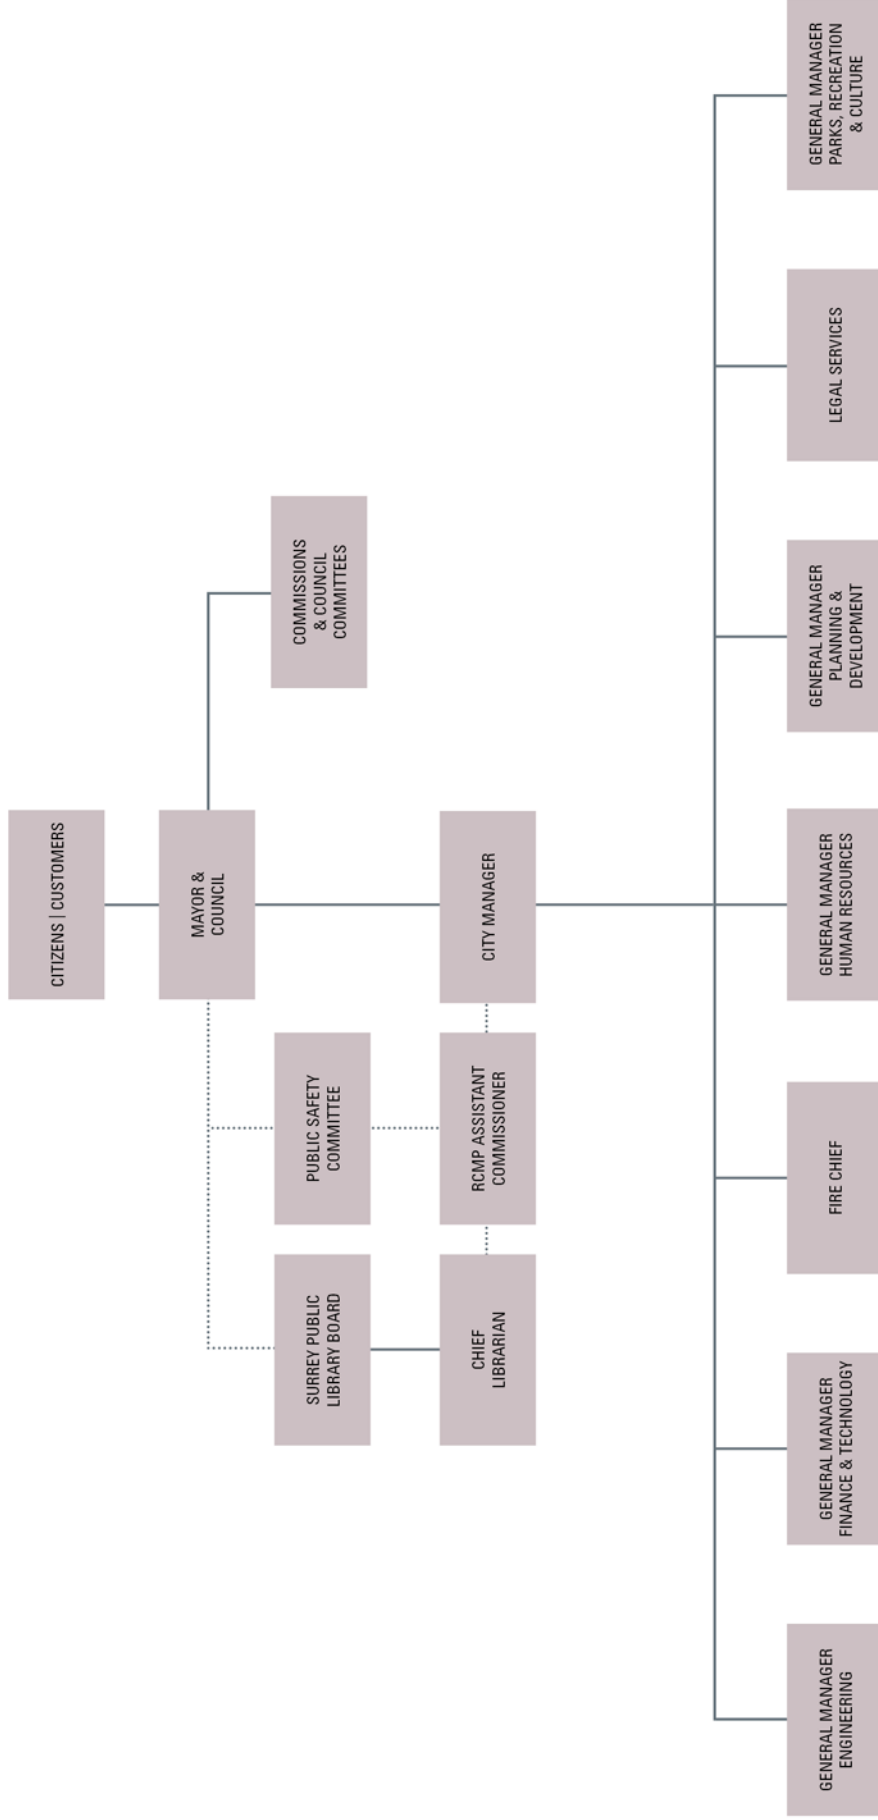 CITIZENS | CUSTOMERS
MAYOR &
COUNCIL
SURREY PUBLIC
LIBRARY BOARD
PUBLIC SAFETY
COMMITTEE
COMMISSIONS
& COUNCIL
COMMITTEES
CHIEF
LIBRARIAN
RCMP ASSISTANT
COMMISSIONER
CITY MANAGER
GENERAL MANAGER
ENGINEERING
GENERAL MANAGER
FINANCE & TECHNOLOGY
FIRE CHIEF
GENERAL MANAGER
HUMAN RESOURCES
GENERAL MANAGER
PLANNING &
DEVELOPMENT
LEGAL SERVICES
GENERAL MANAGER
PARKS, RECREATION
& CULTURE